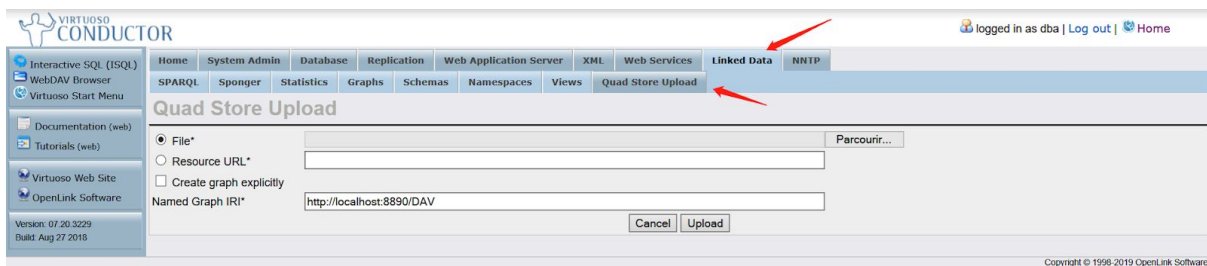 VIRTUOSO
CONDUCTOR
logged in as dba | Log out | Home
Interactive SQL (ISQL)
WebDAV Browser
Virtuoso Start Menu
Documentation (web)
Tutorials (web)
Virtuoso Web Site
OpenLink Software
Version: 07.20.3229
Build: Aug 27 2018
Home System Admin Database Replication Web Application Server XML Web Services Linked Data NNTP
SPARQL Sponger Statistics Graphs Schemas Namespaces Views Quad Store Upload
Quad Store Upload
File* Parcourir...
Resource URL*
Create graph explicitly
Named Graph IRI* http://localhost:8890/DAV
Cancel Upload
Copyright © 1998-2019 OpenLink Software